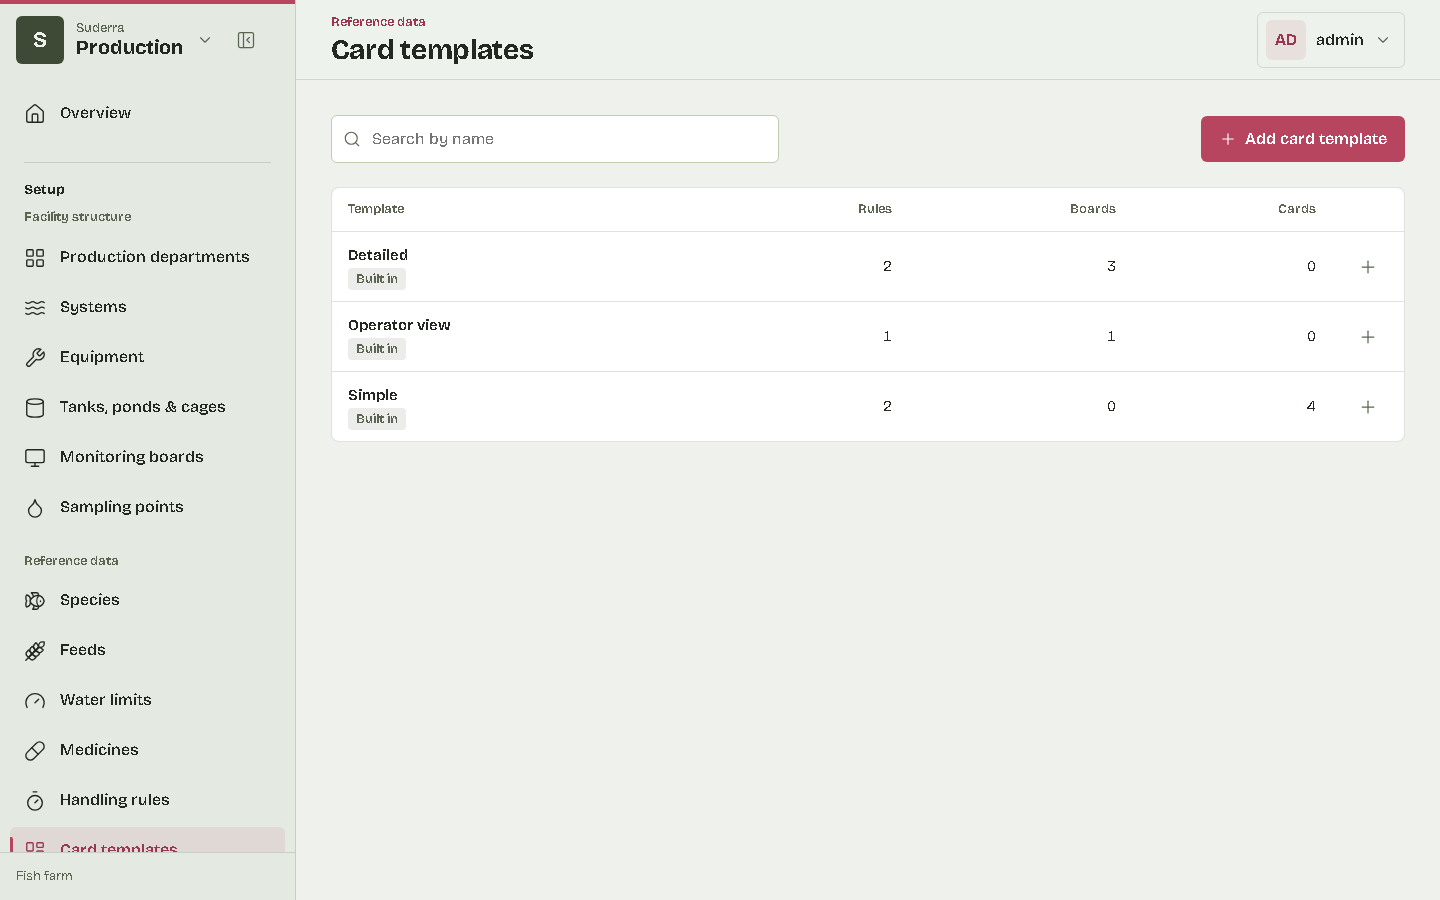 S
Suderra
Production
Overview
Setup
Facility structure
Production departments
Systems
Equipment
Tanks, ponds & cages
Monitoring boards
Sampling points
Reference data
Species
Feeds
Water limits
Medicines
Handling rules
Card templates
Fish farm
Reference data
Card templates
AD admin
Search by name
Add card template
Template Rules Boards Cards
Detailed
Built in
2 3 0
Operator view
Built in
1 1 0
Simple
Built in
2 0 4